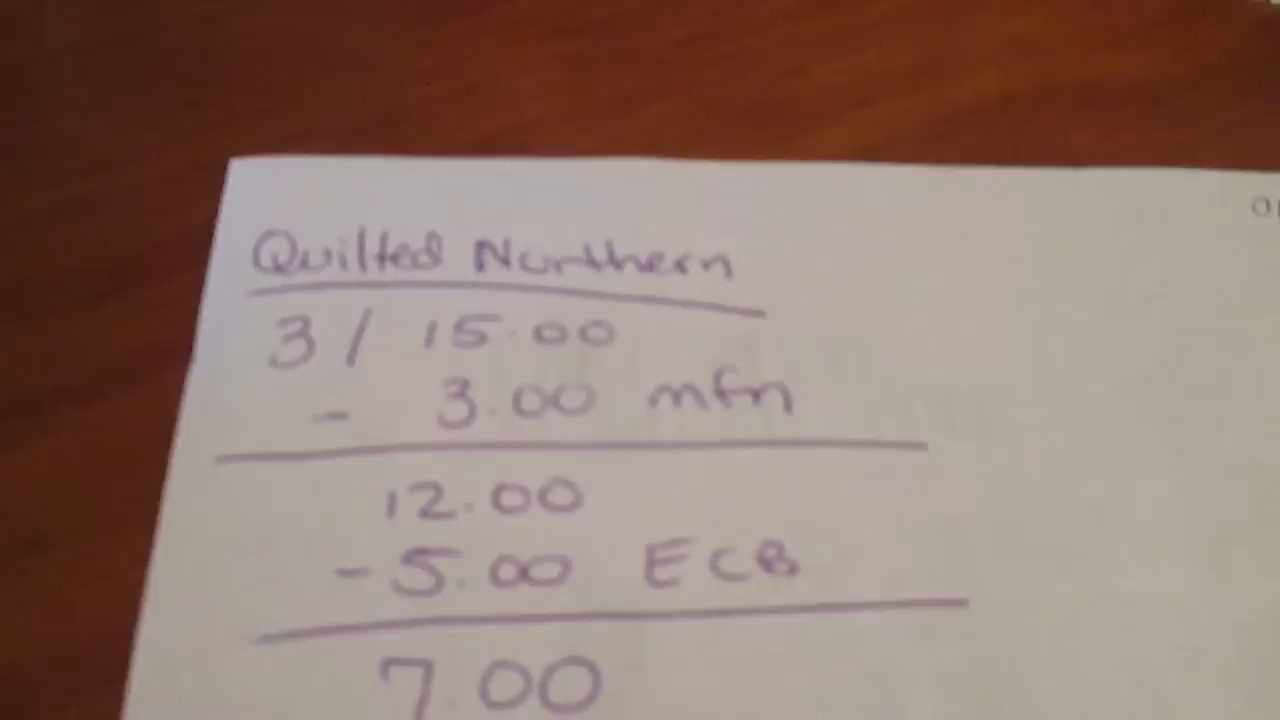 Quilted Northern
3 / 15.00
- 3.00 mfn
12.00
- 5.00 ECB
7.00